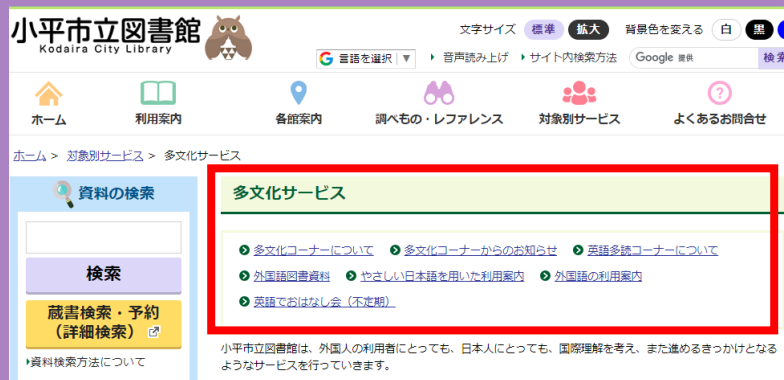 小平市立図書館
Kodaira City Library
文字サイズ 標準 拡大 背景色を変える 白 黒
G 言語を選択 ▼ 音声読み上げ サイト内検索方法 Google 提供 検索
ホーム 利用案内 各館案内 調べもの・レファレンス 対象別サービス よくあるお問合せ
ホーム > 対象別サービス > 多文化サービス
資料の検索
検索
蔵書検索・予約
(詳細検索)
資料検索方法について
多文化サービス
多文化コーナーについて 多文化コーナーからのお知らせ 英語多読コーナーについて
外国語図書資料 やさしい日本語を用いた利用案内 外国語の利用案内
英語でおはなし会（不定期）
小平市立図書館は、外国人の利用者にとっても、日本人にとっても、国際理解を考え、また進めるきっかけとなる
ようなサービスを行っていきます。